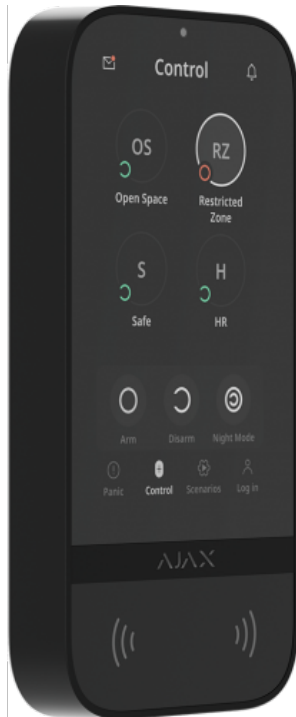 Control
OS
RZ
Open Space
Restricted
Zone
S
H
Safe
HR
Arm
Disarm
Night Mode
Panic
Control
Scenarios
Log in
AJAX